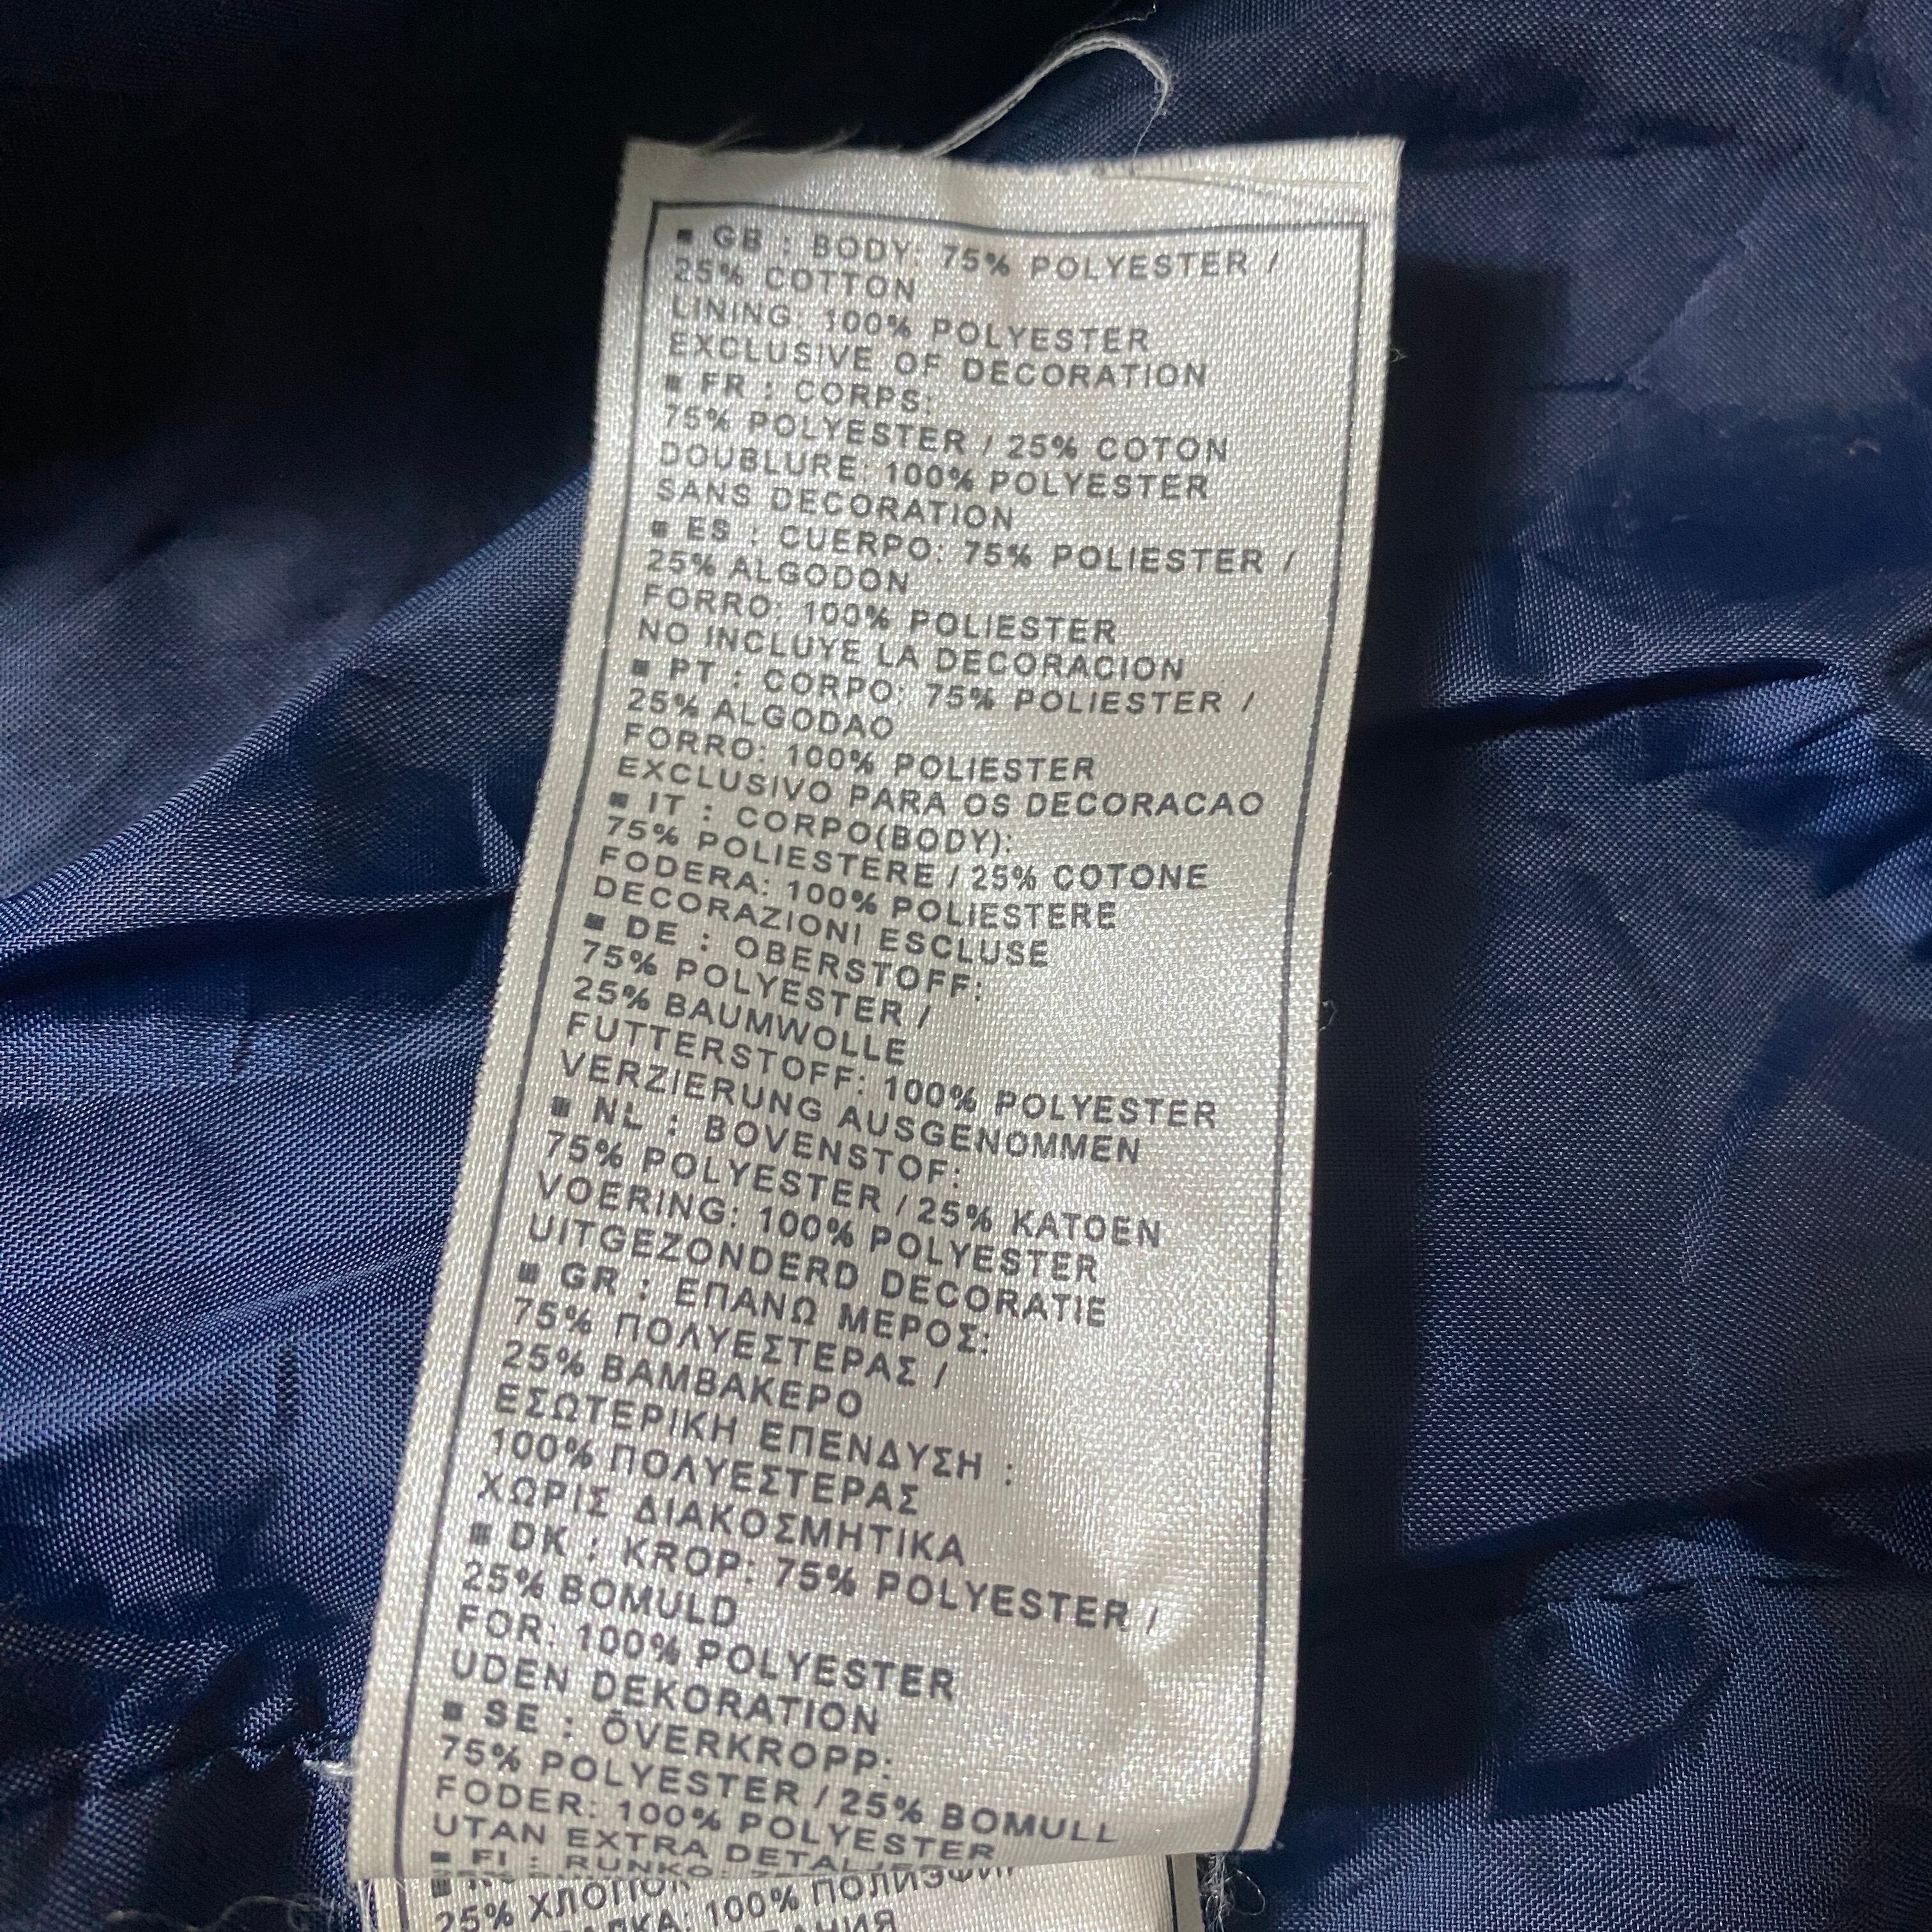 ■ GB : BODY: 75% POLYESTER /
25% COTTON
LINING: 100% POLYESTER
EXCLUSIVE OF DECORATION
■ FR : CORPS:
75% POLYESTER / 25% COTON
DOUBLURE: 100% POLYESTER
SANS DECORATION
■ ES : CUERPO: 75% POLIESTER /
25% ALGODON
FORRO: 100% POLIESTER
NO INCLUYE LA DECORACION
■ PT : CORPO: 75% POLIESTER /
25% ALGODAO
FORRO: 100% POLIESTER
EXCLUSIVO PARA OS DECORACAO
■ IT : CORPO(BODY):
75% POLIESTERE / 25% COTONE
FODERA: 100% POLIESTERE
DECORAZIONI ESCLUSE
■ DE : OBERSTOFF:
75% POLYESTER /
25% BAUMWOLLE
FUTTERSTOFF: 100% POLYESTER
VERZIERUNG AUSGENOMMEN
■ NL : BOVENSTOF:
75% POLYESTER / 25% KATOEN
VOERING: 100% POLYESTER
UITGEZONDERD DECORATIE
■ GR : ΕΠΑΝΩ ΜΕΡΟΣ:
75% ΠΟΛΥΕΣΤΕΡΑΣ /
25% ΒΑΜΒΑΚΕΡΟ
ΕΣΩΤΕΡΙΚΗ ΕΠΕΝΔΥΣΗ :
100% ΠΟΛΥΕΣΤΕΡΑΣ
ΧΩΡΙΣ ΔΙΑΚΟΣΜΗΤΙΚΑ
■ DK : KROP: 75% POLYESTER /
25% BOMULD
FOR: 100% POLYESTER
UDEN DEKORATION
■ SE : ÖVERKROPP:
75% POLYESTER / 25% BOMULL
FODER: 100% POLYESTER
UTAN EXTRA DETALJER
■ FI : RUNKO:
25% ХЛОПОК
100% ПОЛИЭФИР